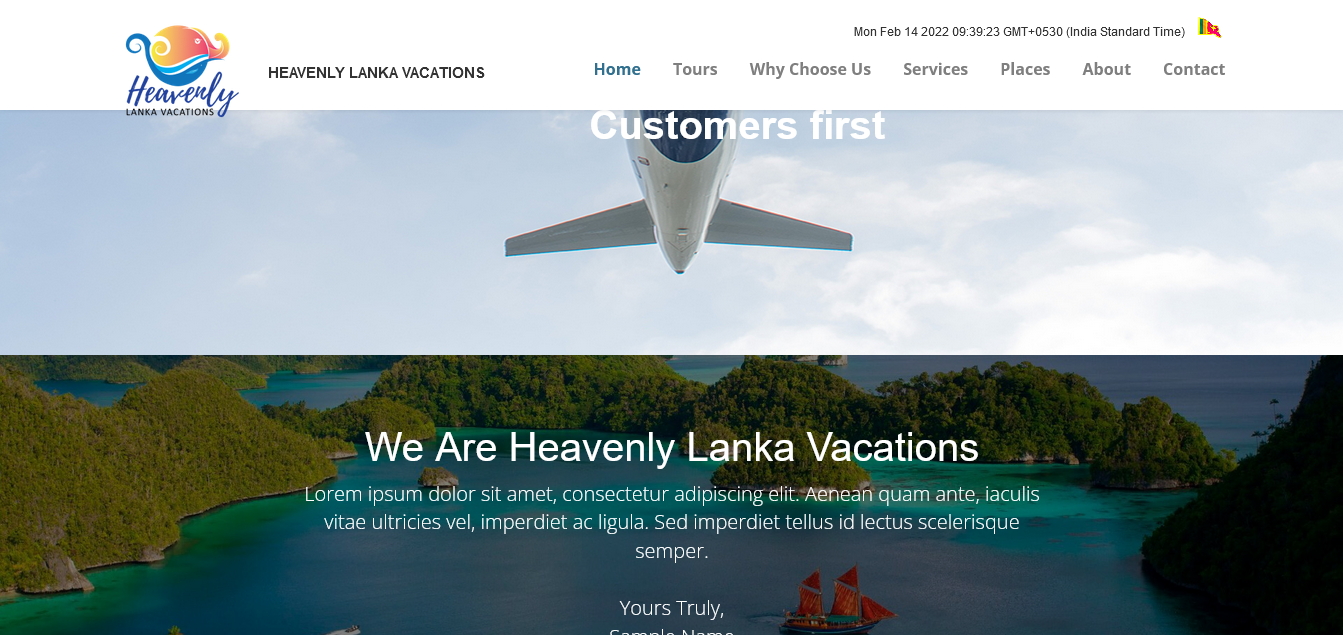 Mon Feb 14 2022 09:39:23 GMT+0530 (India Standard Time)
Heavenly
LANKA VACATIONS
HEAVENLY LANKA VACATIONS
Home Tours Why Choose Us Services Places About Contact
Customers first
We Are Heavenly Lanka Vacations
Lorem ipsum dolor sit amet, consectetur adipiscing elit. Aenean quam ante, iaculis
vitae ultricies vel, imperdiet ac ligula. Sed imperdiet tellus id lectus scelerisque
semper.
Yours Truly,
Sample Name